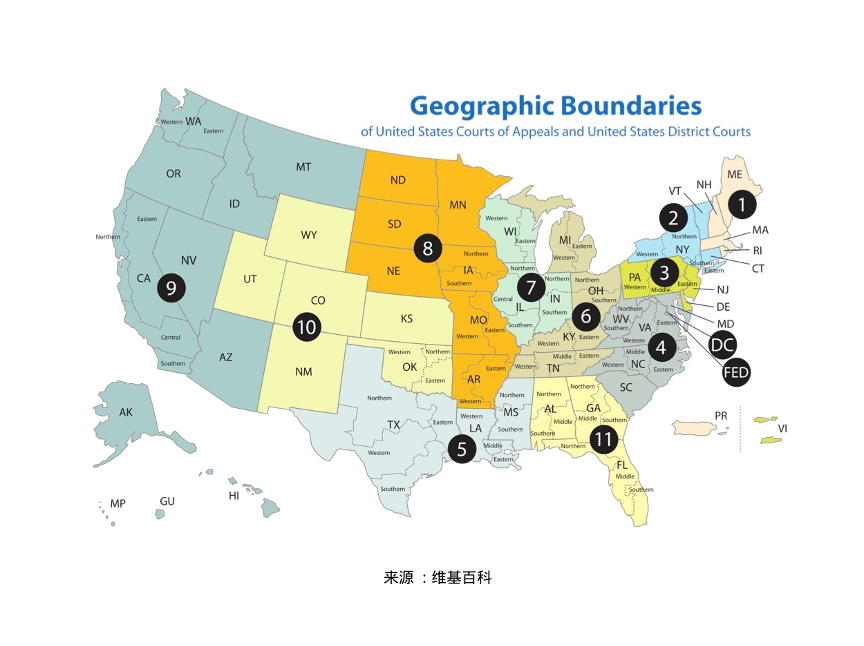 Geographic Boundaries
of United States Courts of Appeals and United States District Courts
Western
WA
Eastern
OR
MT
ID
WY
ND
SD
NE
MN
8
Northern
IA
Southern
MO
Western
Eastern
AR
Eastern
Western
Northern
Eastern
CA
NV
9
Central
Southern
UT
CO
10
AZ
NM
KS
Western
Northern
OK
Eastern
Northern
TX
Eastern
Western
Southern
5
Western
LA
Middle
Eastern
Northern
MS
Southern
Western
WI
Eastern
7
Northern
Central
IL
Southern
Northern
IN
Southern
MI
Eastern
Western
Northern
OH
Southern
6
KY
Western
Eastern
Western
Middle
Eastern
TN
Northern
AL
Middle
Southern
Northern
GA
Middle
Southern
11
Northern
FL
Middle
Southern
Northern
WV
Southern
VA
Eastern
Western
4
Middle
Western
NC
Eastern
SC
PA
3
Western
Middle
Eastern
2
Northern
NY
Western
Southern
Eastern
VT
NH
ME
1
MA
RI
CT
NJ
DE
MD
DC
FED
PR
VI
AK
HI
GU
MP
来源 ：维基百科